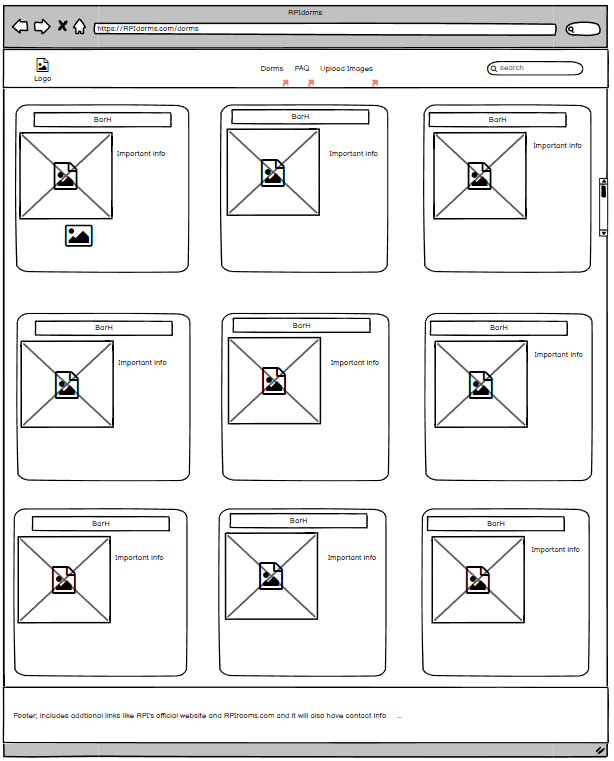 RPIdorms
https://RPIdorms.com/dorms
Logo
Dorms FAQ Upload Images
search
BarH
Important info
BarH
Important info
BarH
Important info
BarH
Important info
BarH
Important info
BarH
Important info
BarH
Important info
BarH
Important info
BarH
Important info
Footer; includes addtional links like RPI's official website and RPIrooms.com and it will also have contact info ...